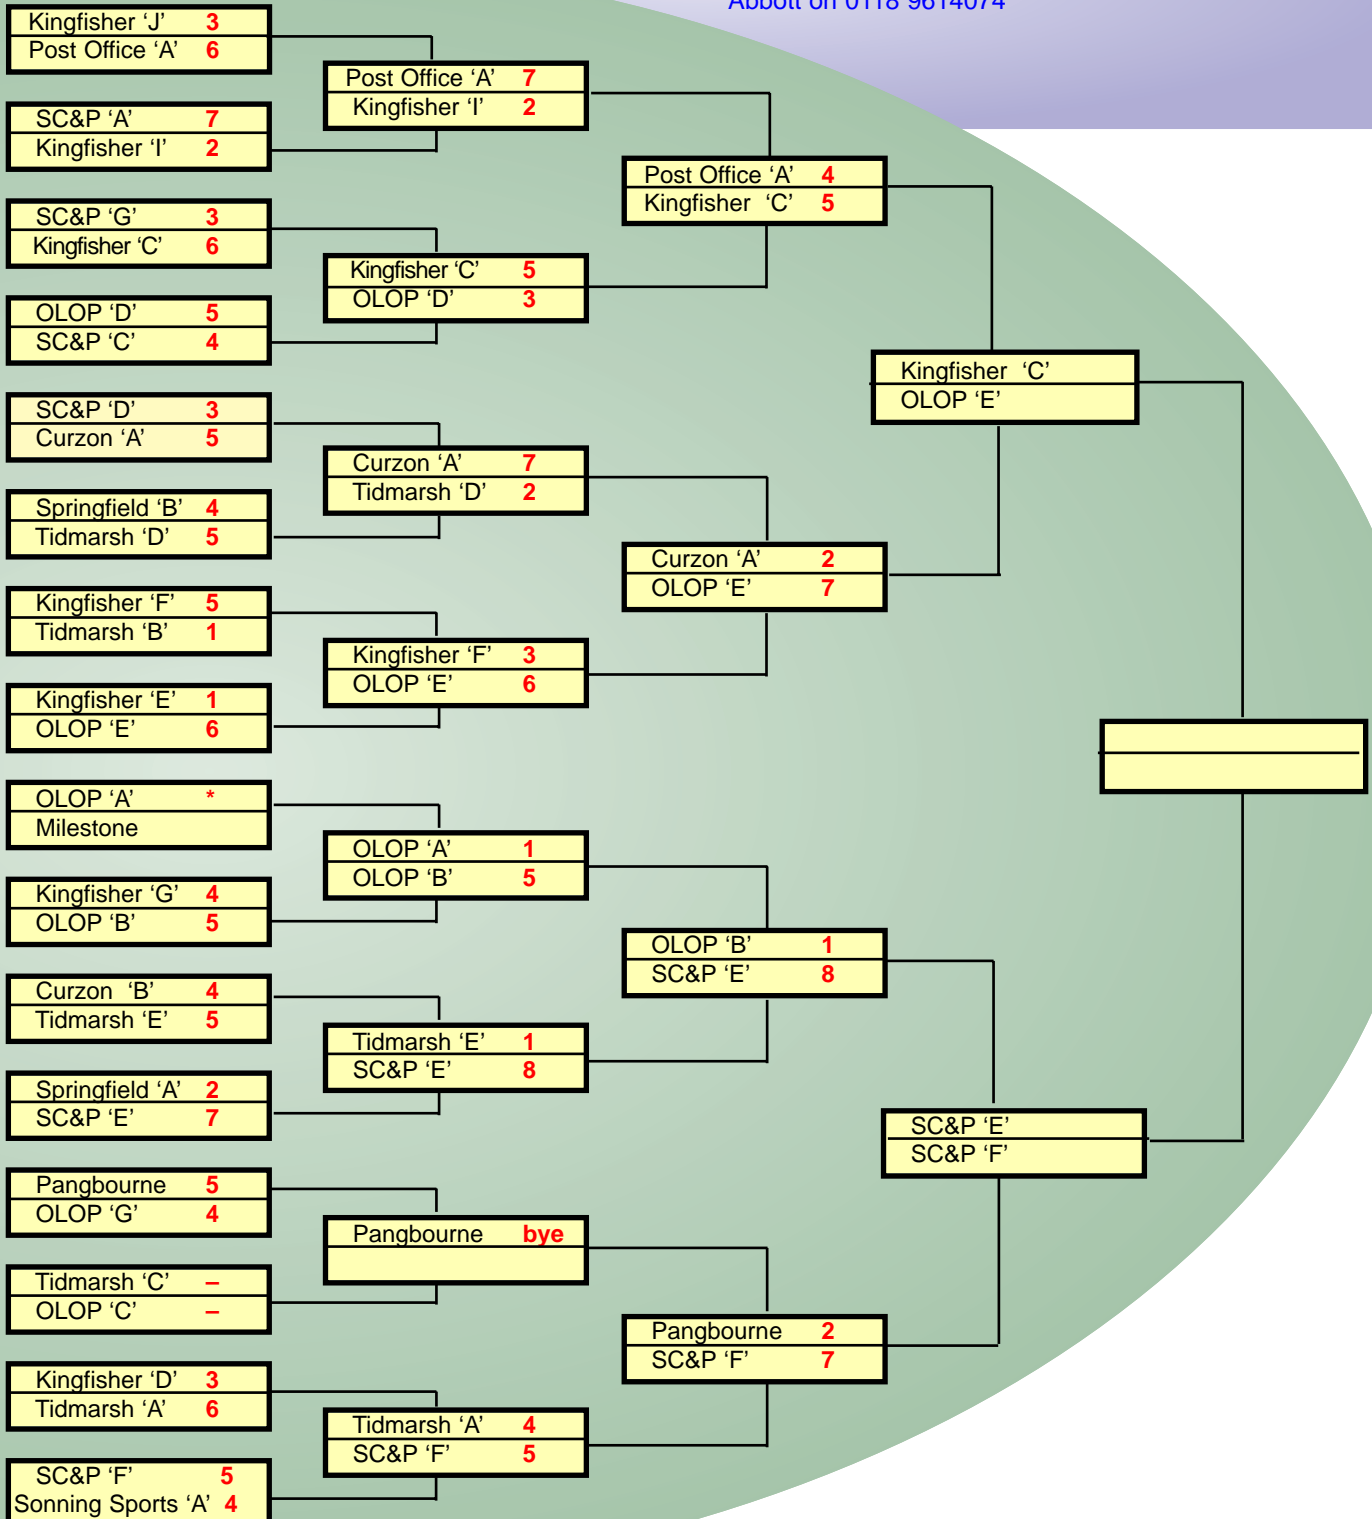 Abbott on 0118 9614074
Kingfisher ‘J’ 3
Post Office ‘A’ 6
SC&P ‘A’ 7
Kingfisher ‘I’ 2
SC&P ‘G’ 3
Kingfisher ‘C’ 6
OLOP ‘D’ 5
SC&P ‘C’ 4
SC&P ‘D’ 3
Curzon ‘A’ 5
Springfield ‘B’ 4
Tidmarsh ‘D’ 5
Kingfisher ‘F’ 5
Tidmarsh ‘B’ 1
Kingfisher ‘E’ 1
OLOP ‘E’ 6
OLOP ‘A’ *
Milestone
Kingfisher ‘G’ 4
OLOP ‘B’ 5
Curzon ‘B’ 4
Tidmarsh ‘E’ 5
Springfield ‘A’ 2
SC&P ‘E’ 7
Pangbourne 5
OLOP ‘G’ 4
Tidmarsh ‘C’ –
OLOP ‘C’ –
Kingfisher ‘D’ 3
Tidmarsh ‘A’ 6
SC&P ‘F’ 5
Sonning Sports ‘A’ 4
Post Office ‘A’ 7
Kingfisher ‘I’ 2
Kingfisher ‘C’ 5
OLOP ‘D’ 3
Curzon ‘A’ 7
Tidmarsh ‘D’ 2
Kingfisher ‘F’ 3
OLOP ‘E’ 6
OLOP ‘A’ 1
OLOP ‘B’ 5
Tidmarsh ‘E’ 1
SC&P ‘E’ 8
Pangbourne bye
Tidmarsh ‘A’ 4
SC&P ‘F’ 5
Post Office ‘A’ 4
Kingfisher ‘C’ 5
Curzon ‘A’ 2
OLOP ‘E’ 7
OLOP ‘B’ 1
SC&P ‘E’ 8
Pangbourne 2
SC&P ‘F’ 7
Kingfisher ‘C’
OLOP ‘E’
SC&P ‘E’
SC&P ‘F’